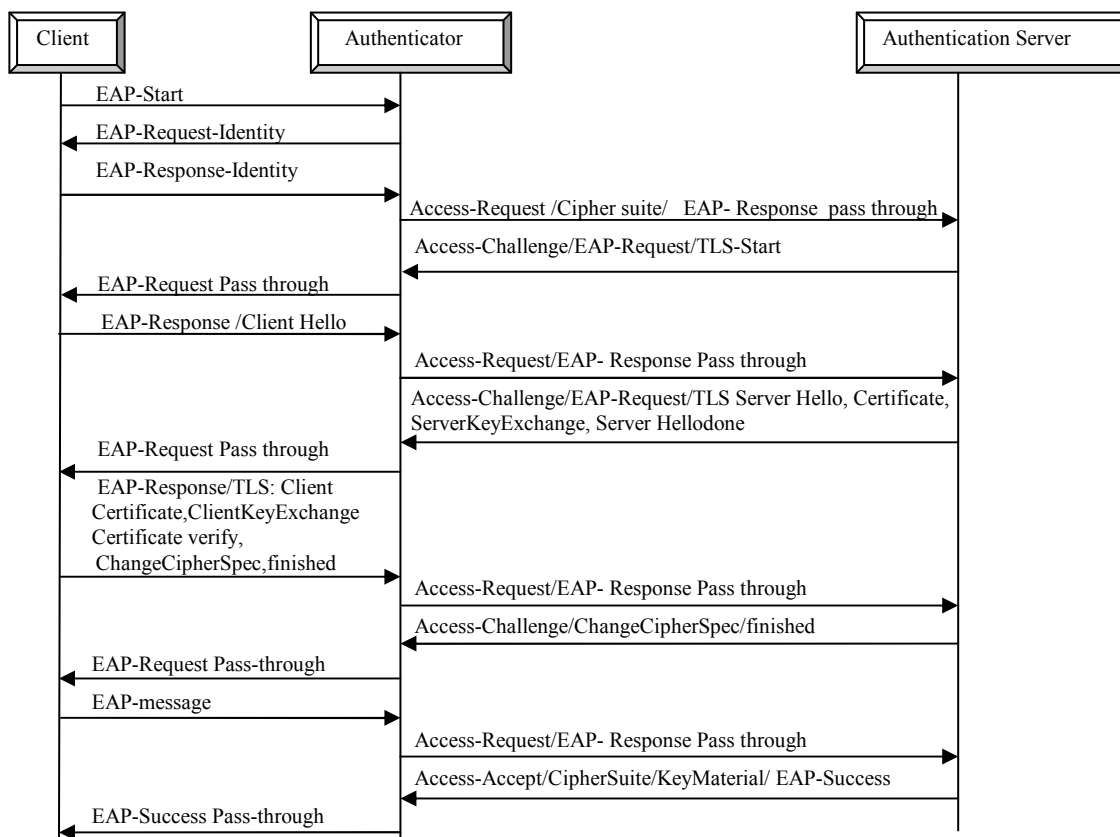 Client
Authenticator
Authentication Server
EAP-Start
EAP-Request-Identity
EAP-Response-Identity
Access-Request /Cipher suite/ EAP- Response pass through
Access-Challenge/EAP-Request/TLS-Start
EAP-Request Pass through
EAP-Response /Client Hello
Access-Request/EAP- Response Pass through
Access-Challenge/EAP-Request/TLS Server Hello, Certificate,
ServerKeyExchange, Server Hellodone
EAP-Request Pass through
EAP-Response/TLS: Client
Certificate,ClientKeyExchange
Certificate verify,
ChangeCipherSpec,finished
Access-Request/EAP- Response Pass through
Access-Challenge/ChangeCipherSpec/finished
EAP-Request Pass-through
EAP-message
Access-Request/EAP- Response Pass through
Access-Accept/CipherSuite/KeyMaterial/ EAP-Success
EAP-Success Pass-through